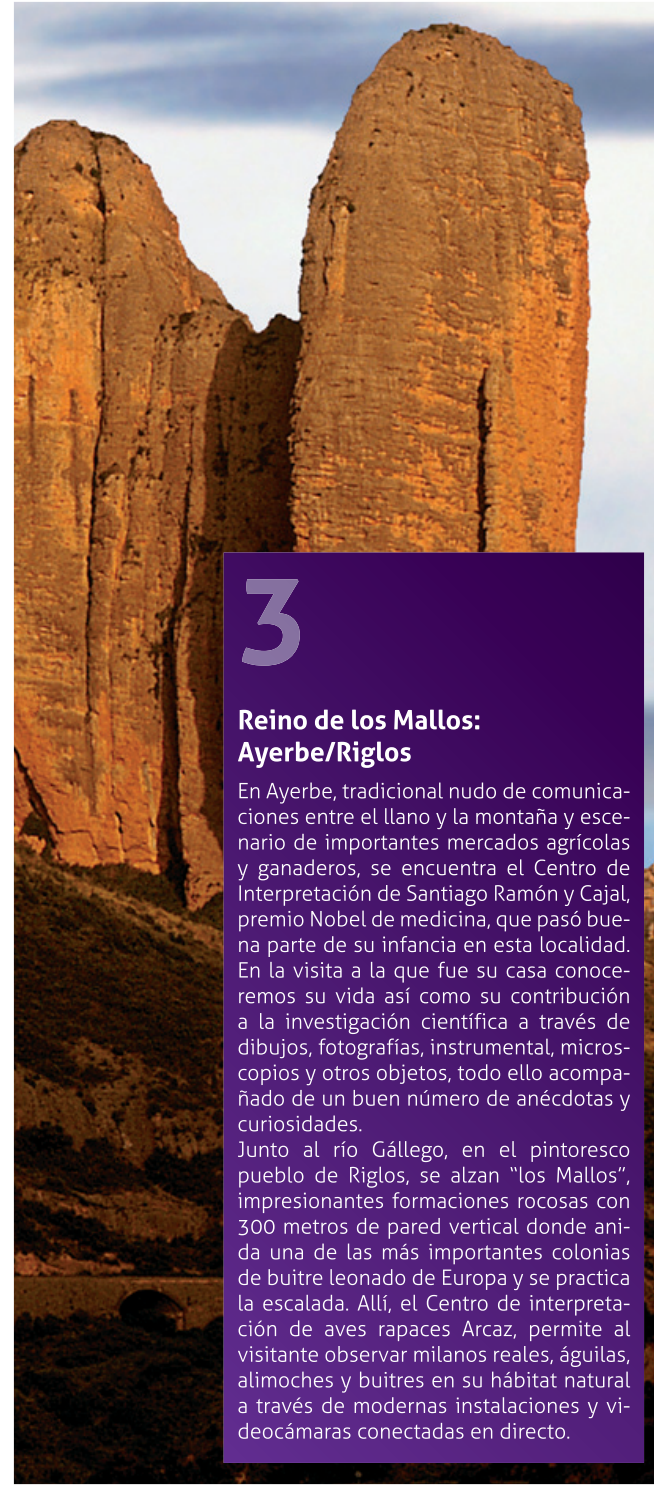 3
Reino de los Mallos:
Ayerbe/Riglos
En Ayerbe, tradicional nudo de comunica-
ciones entre el llano y la montaña y esce-
nario de importantes mercados agrícolas
y ganaderos, se encuentra el Centro de
Interpretación de Santiago Ramón y Cajal,
premio Nobel de medicina, que pasó bue-
na parte de su infancia en esta localidad.
En la visita a la que fue su casa conoce-
remos su vida así como su contribución
a la investigación científica a través de
dibujos, fotografías, instrumental, micros-
copios y otros objetos, todo ello acompa-
ñado de un buen número de anécdotas y
curiosidades.
Junto al río Gállego, en el pintoresco
pueblo de Riglos, se alzan “los Mallos”,
impresionantes formaciones rocosas con
300 metros de pared vertical donde ani-
da una de las más importantes colonias
de buitre leonado de Europa y se practica
la escalada. Allí, el Centro de interpreta-
ción de aves rapaces Arcaz, permite al
visitante observar milanos reales, águilas,
alimoches y buitres en su hábitat natural
a través de modernas instalaciones y vi-
deocámaras conectadas en directo.